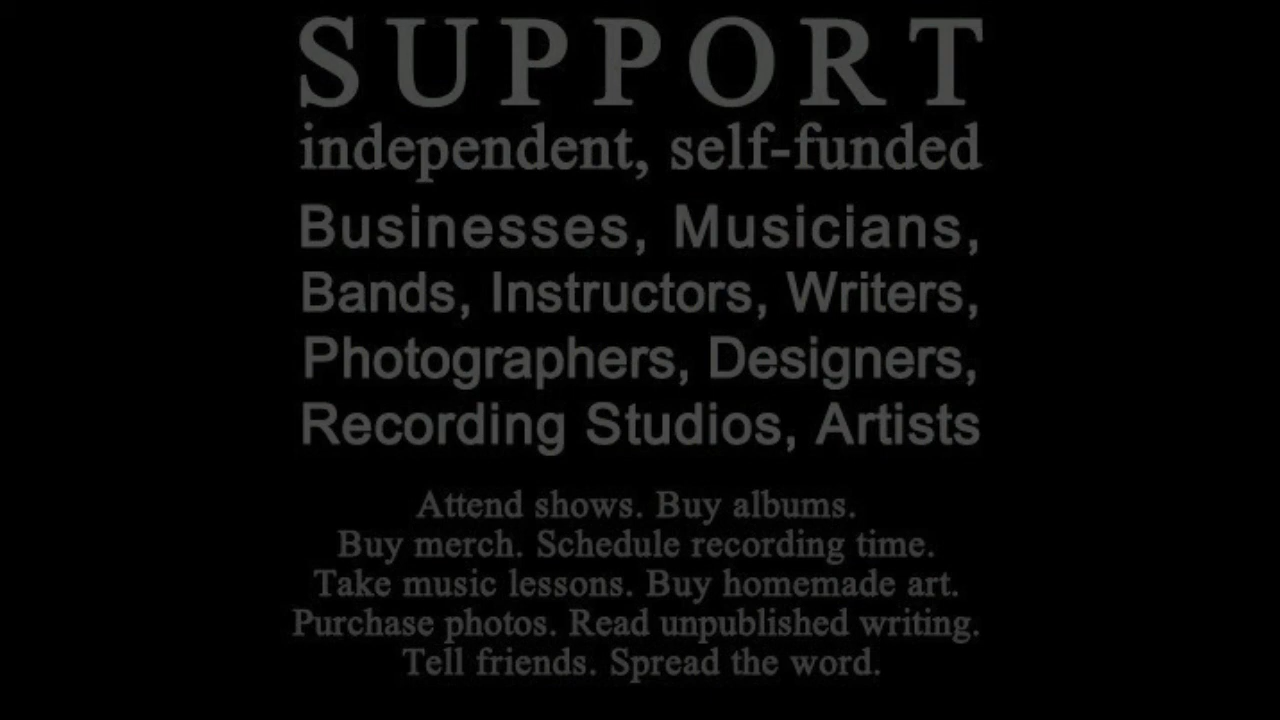 SUPPORT
independent, self-funded
Businesses, Musicians,
Bands, Instructors, Writers,
Photographers, Designers,
Recording Studios, Artists
Attend shows. Buy albums.
Buy merch. Schedule recording time.
Take music lessons. Buy homemade art.
Purchase photos. Read unpublished writing.
Tell friends. Spread the word.